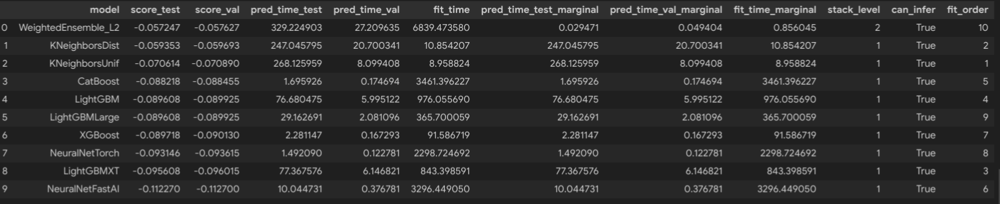 model score_test score_val pred_time_test pred_time_val fit_time pred_time_test_marginal pred_time_val_marginal fit_time_marginal stack_level can_infer fit_order
0 WeightedEnsemble_L2 -0.057247 -0.057627 329.224903 27.209635 6839.473580 0.029471 0.049404 0.856045 2 True 10
1 KNeighborsDist -0.059353 -0.059693 247.045795 20.700341 10.854207 247.045795 20.700341 10.854207 1 True 2
2 KNeighborsUnif -0.070614 -0.070890 268.125959 8.099408 8.958824 268.125959 8.099408 8.958824 1 True 1
3 CatBoost -0.088218 -0.088455 1.695926 0.174694 3461.396227 1.695926 0.174694 3461.396227 1 True 5
4 LightGBM -0.089608 -0.089925 76.680475 5.995122 976.055690 76.680475 5.995122 976.055690 1 True 4
5 LightGBMLarge -0.089608 -0.089925 29.162691 2.081096 365.700059 29.162691 2.081096 365.700059 1 True 9
6 XGBoost -0.089718 -0.090130 2.281147 0.167293 91.586719 2.281147 0.167293 91.586719 1 True 7
7 NeuralNetTorch -0.093146 -0.093615 1.492090 0.122781 2298.724692 1.492090 0.122781 2298.724692 1 True 8
8 LightGBMXT -0.095608 -0.096015 77.367576 6.146821 843.398591 77.367576 6.146821 843.398591 1 True 3
9 NeuralNetFastAI -0.112270 -0.112700 10.044731 0.376781 3296.449050 10.044731 0.376781 3296.449050 1 True 6